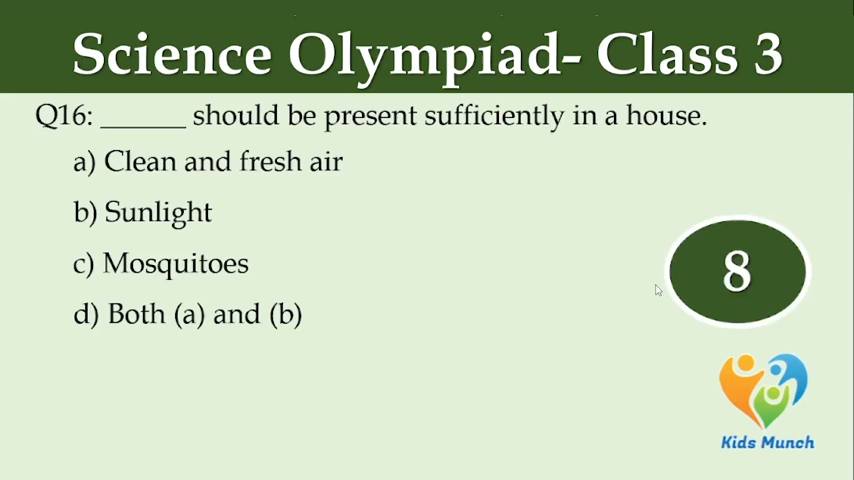 Science Olympiad- Class 3
Q16: ______ should be present sufficiently in a house.
a) Clean and fresh air
b) Sunlight
c) Mosquitoes
d) Both (a) and (b)
8
Kids Munch